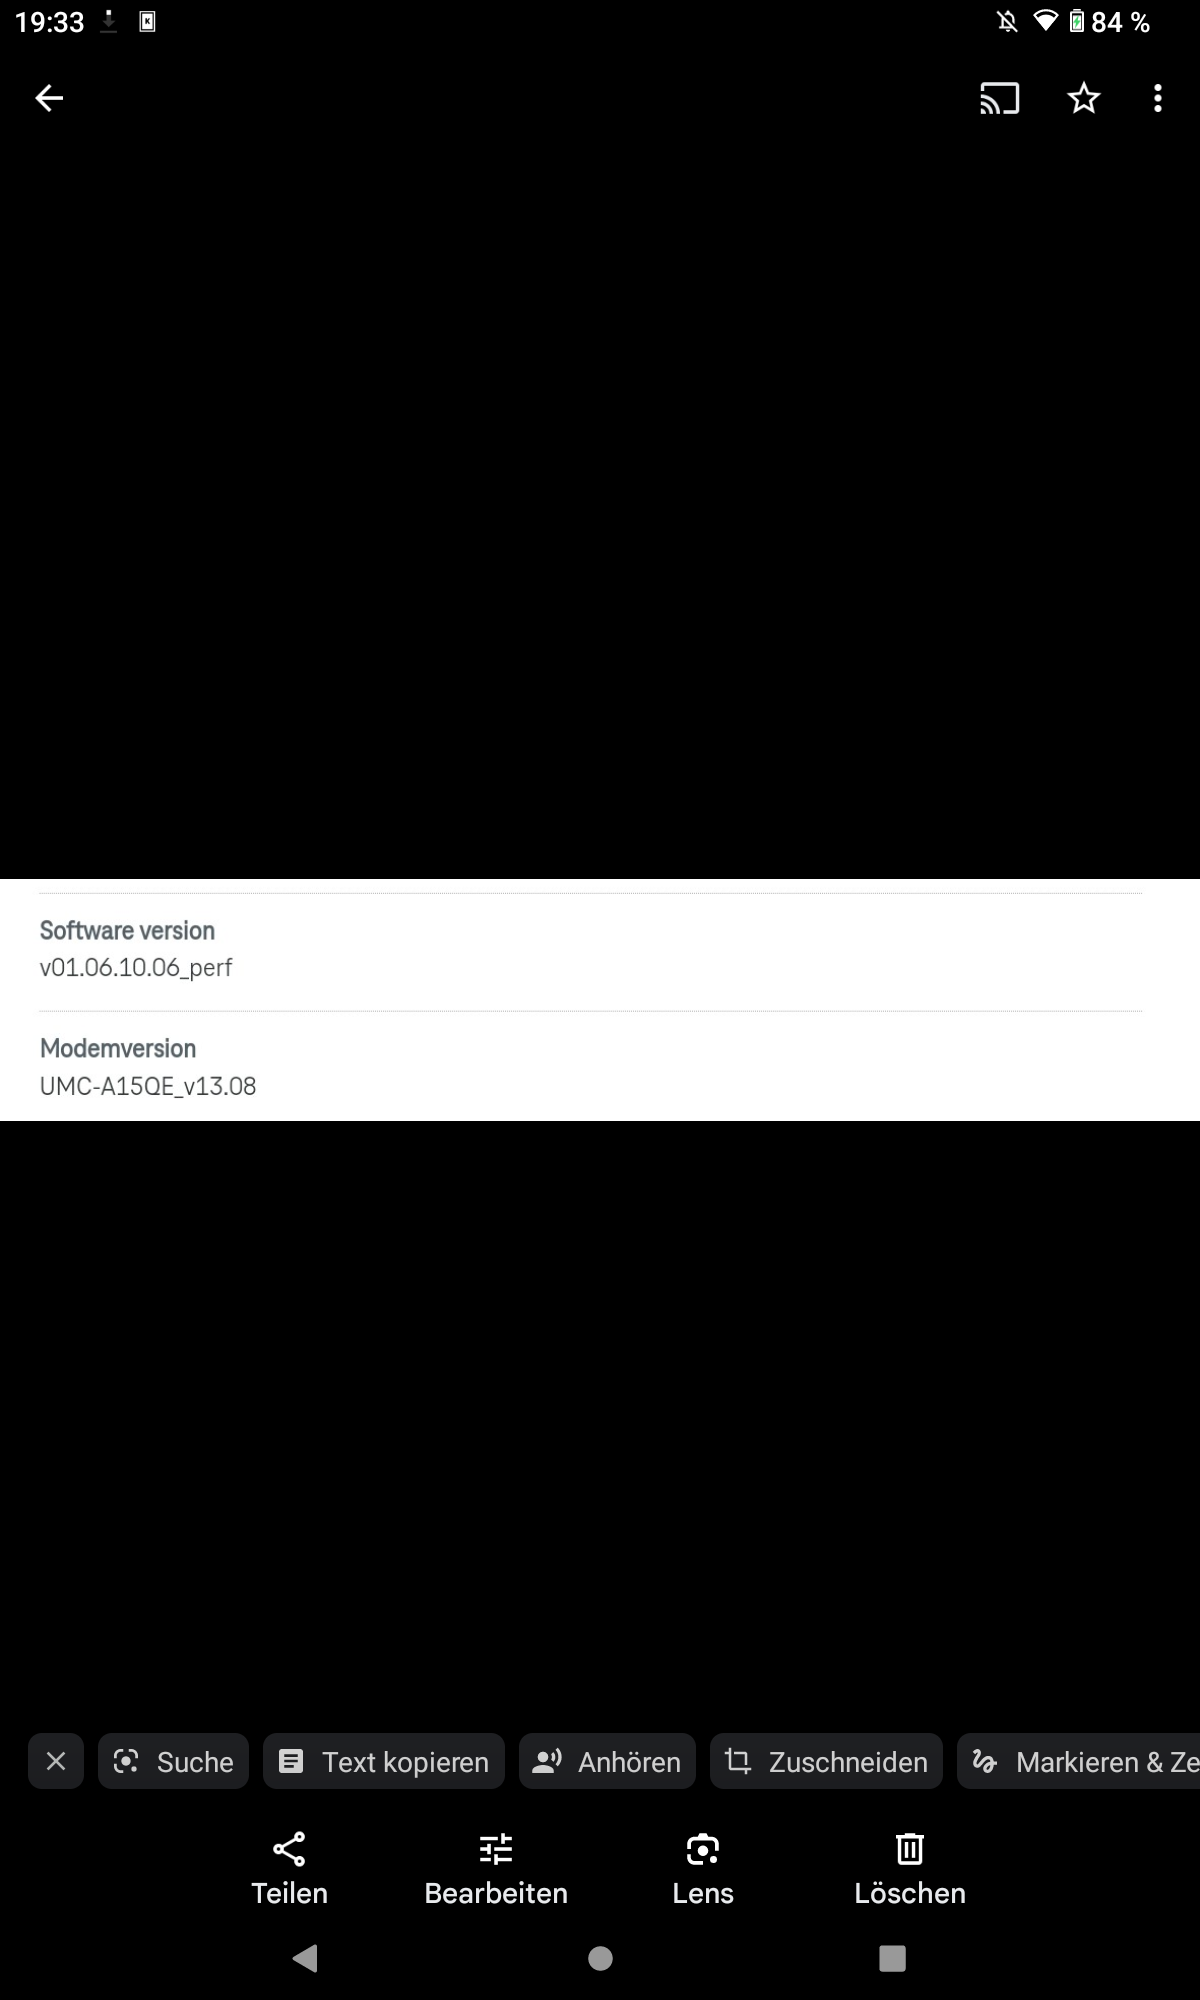 19:33
84 %
Software version
v01.06.10.06_perf
Modemversion
UMC-A15QE_v13.08
Suche
Text kopieren
Anhören
Zuschneiden
Markieren & Ze
Teilen
Bearbeiten
Lens
Löschen